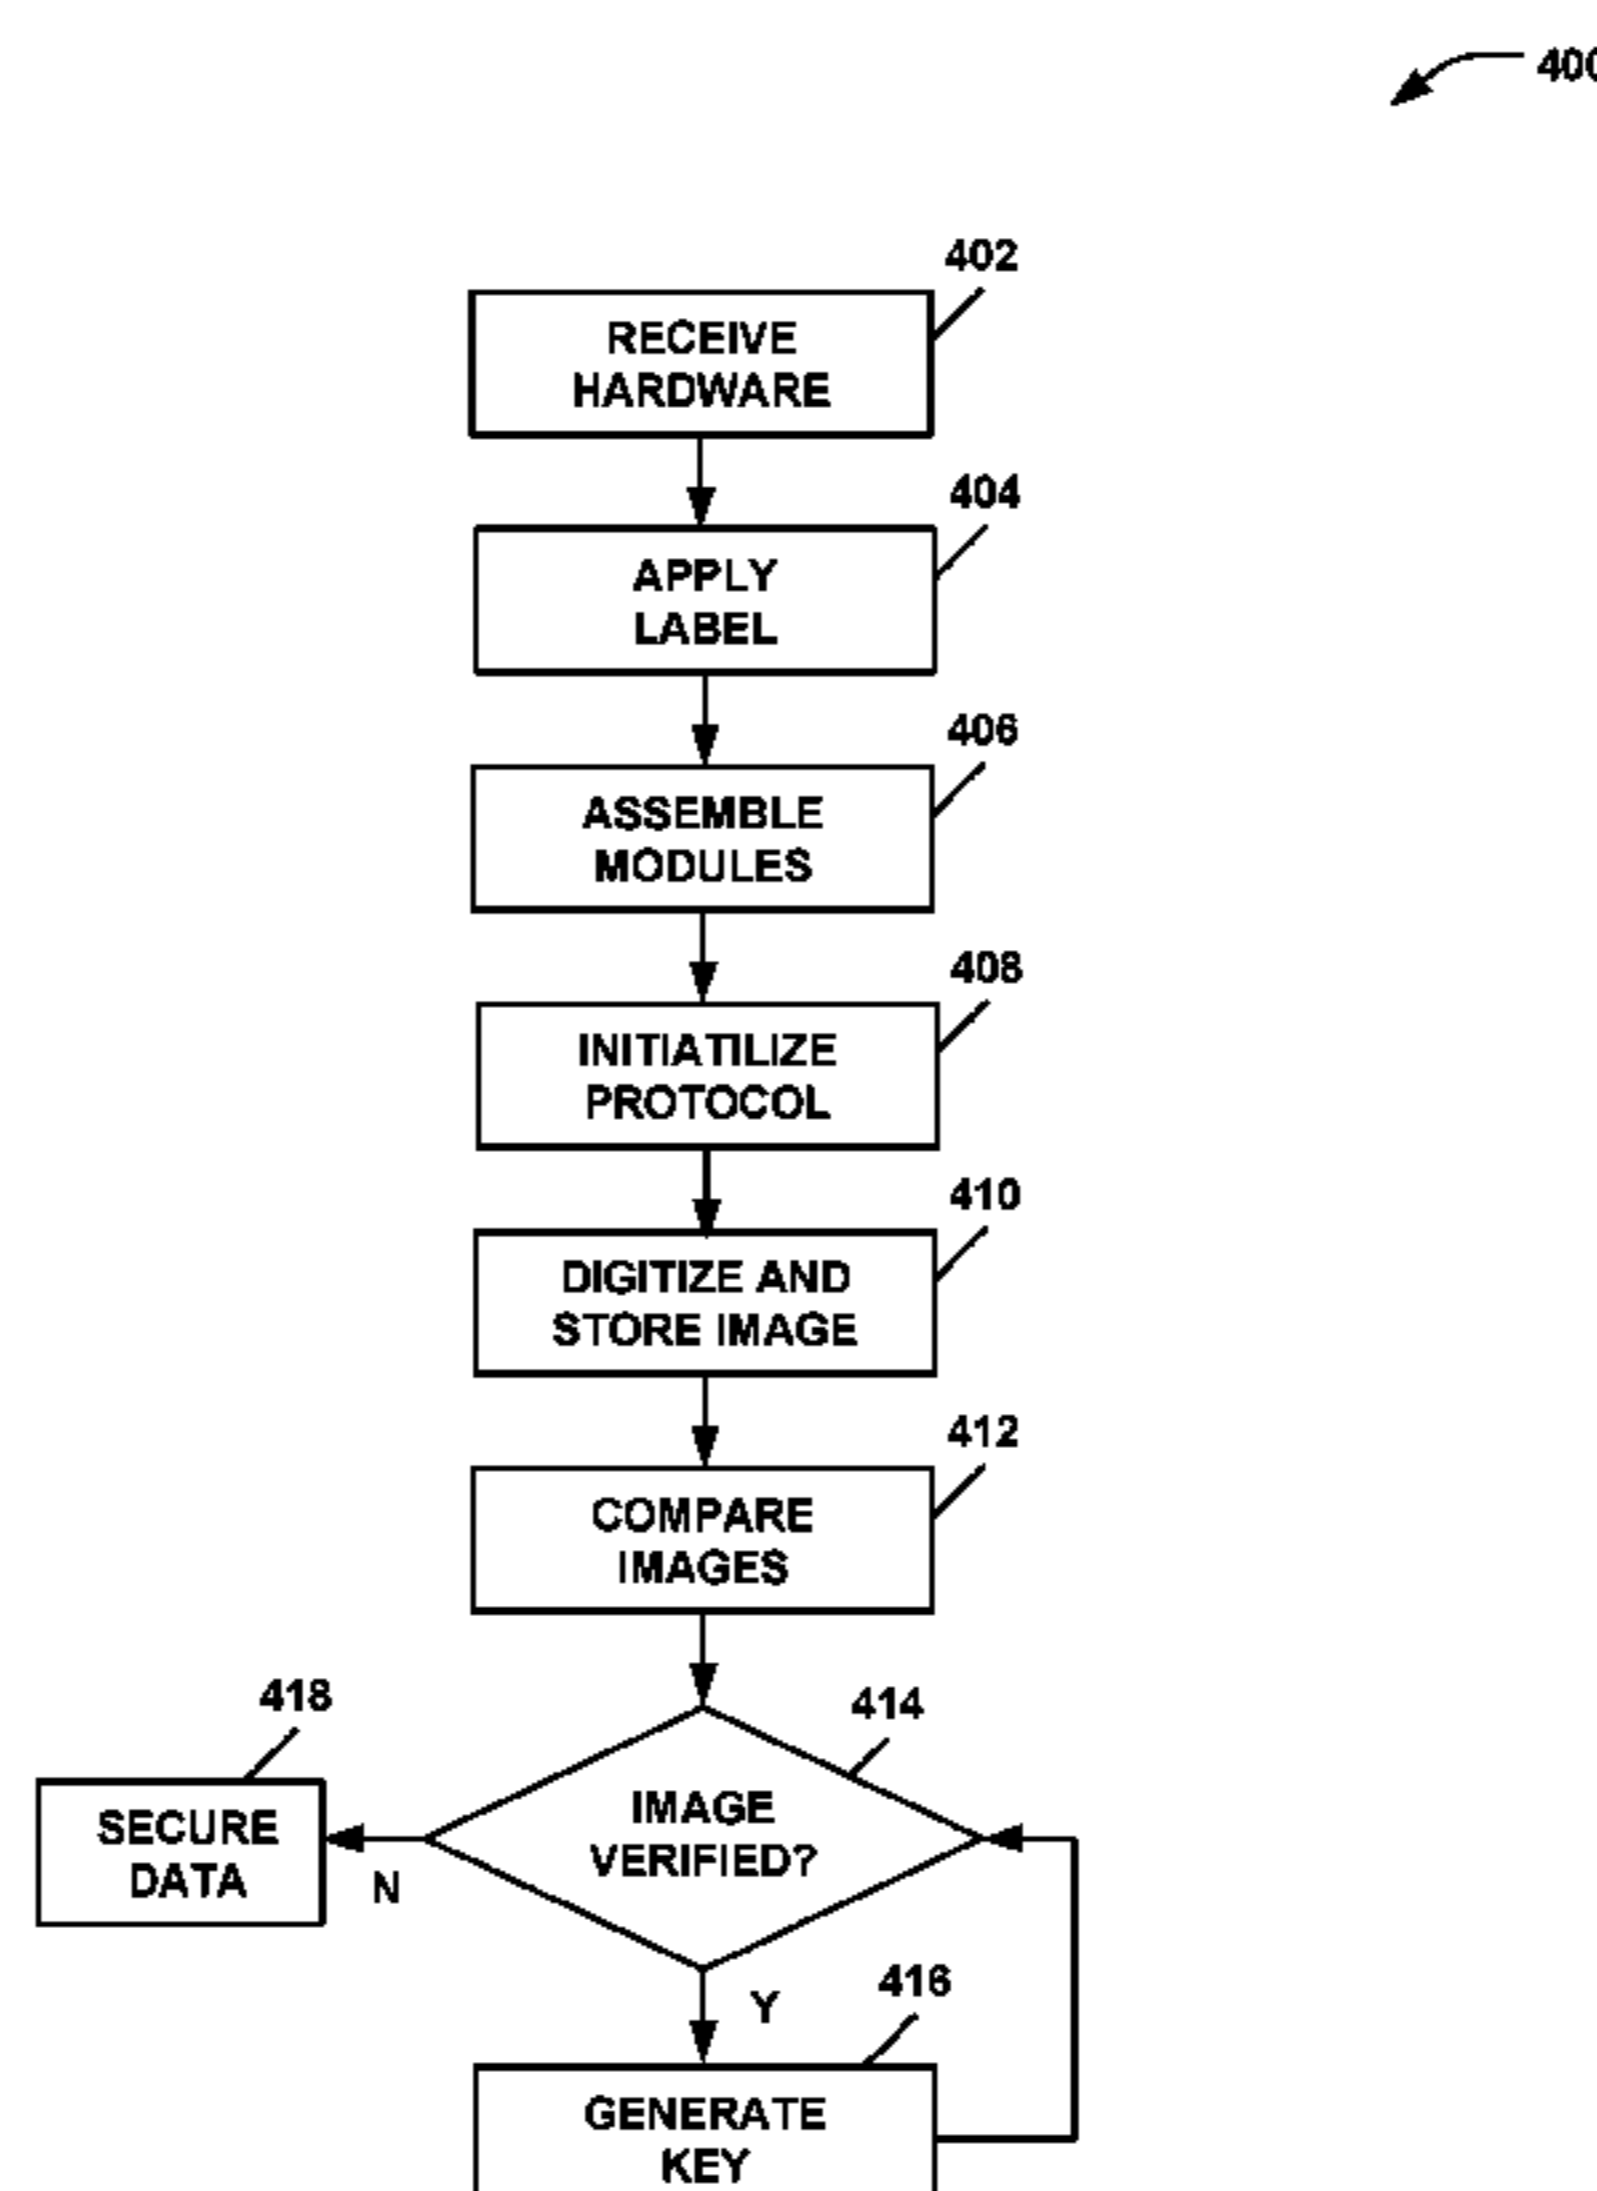 400
402
RECEIVE
HARDWARE
404
APPLY
LABEL
406
ASSEMBLE
MODULES
408
INITIATILIZE
PROTOCOL
410
DIGITIZE AND
STORE IMAGE
412
COMPARE
IMAGES
418
414
SECURE
DATA
N
IMAGE
VERIFIED?
Y
416
GENERATE
KEY